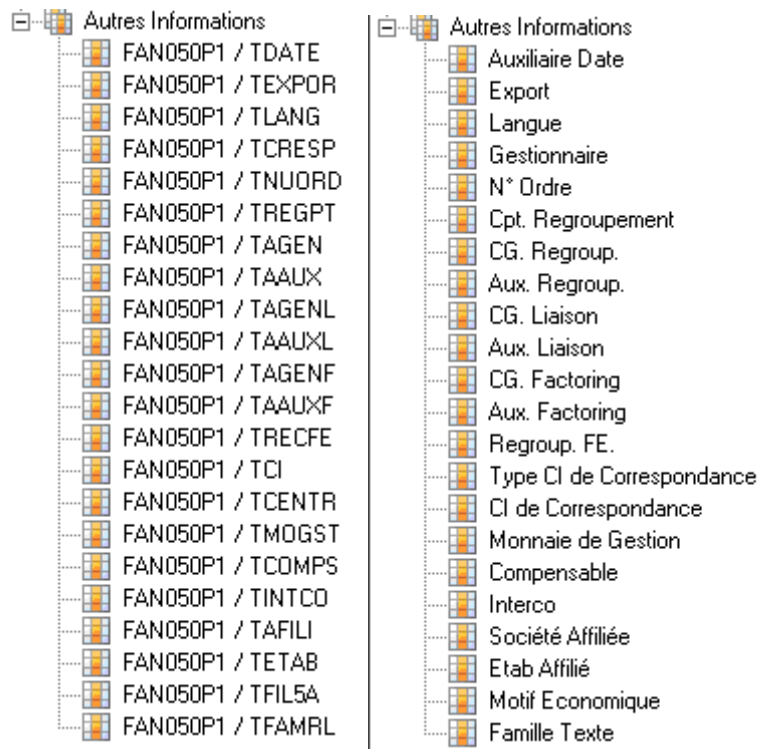 Autres Informations
FAN050P1 / TDATE
FAN050P1 / TEXPOR
FAN050P1 / TLANG
FAN050P1 / TCRESP
FAN050P1 / TNUORD
FAN050P1 / TREGPT
FAN050P1 / TAGEN
FAN050P1 / TAAUX
FAN050P1 / TAGENL
FAN050P1 / TAAUXL
FAN050P1 / TAGENF
FAN050P1 / TAAUXF
FAN050P1 / TRECFE
FAN050P1 / TCI
FAN050P1 / TCENTR
FAN050P1 / TMOGST
FAN050P1 / TCOMPS
FAN050P1 / TINTCO
FAN050P1 / TAFILI
FAN050P1 / TETAB
FAN050P1 / TFIL5A
FAN050P1 / TFAMRL
Autres Informations
Auxiliaire Date
Export
Langue
Gestionnaire
N° Ordre
Cpt. Regroupement
CG. Regroup.
Aux. Regroup.
CG. Liaison
Aux. Liaison
CG. Factoring
Aux. Factoring
Regroup. FE.
Type CI de Correspondance
CI de Correspondance
Monnaie de Gestion
Compensable
Interco
Société Affiliée
Etab Affilié
Motif Economique
Famille Texte